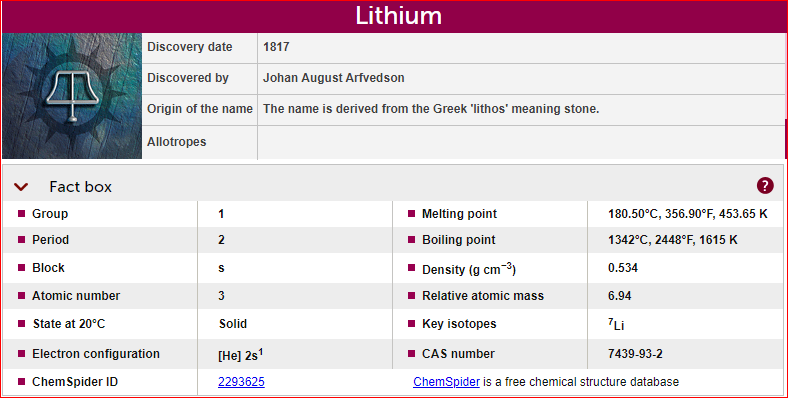 Lithium
Discovery date 1817
Discovered by Johan August Arfvedson
Origin of the name The name is derived from the Greek 'lithos' meaning stone.
Allotropes
Fact box ?
Group 1 Melting point 180.50°C, 356.90°F, 453.65 K
Period 2 Boiling point 1342°C, 2448°F, 1615 K
Block s Density (g cm⁻³) 0.534
Atomic number 3 Relative atomic mass 6.94
State at 20°C Solid Key isotopes ⁷Li
Electron configuration [He] 2s¹ CAS number 7439-93-2
ChemSpider ID 2293625 ChemSpider is a free chemical structure database